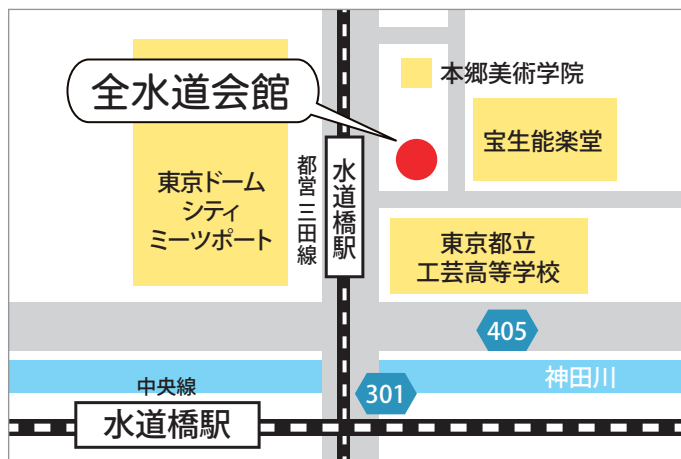 本郷美術学院
全水道会館
宝生能楽堂
東京ドーム
シティ
ミーツポート
都営三田線
水道橋駅
東京都立
工芸高等学校
405
神田川
中央線
301
水道橋駅